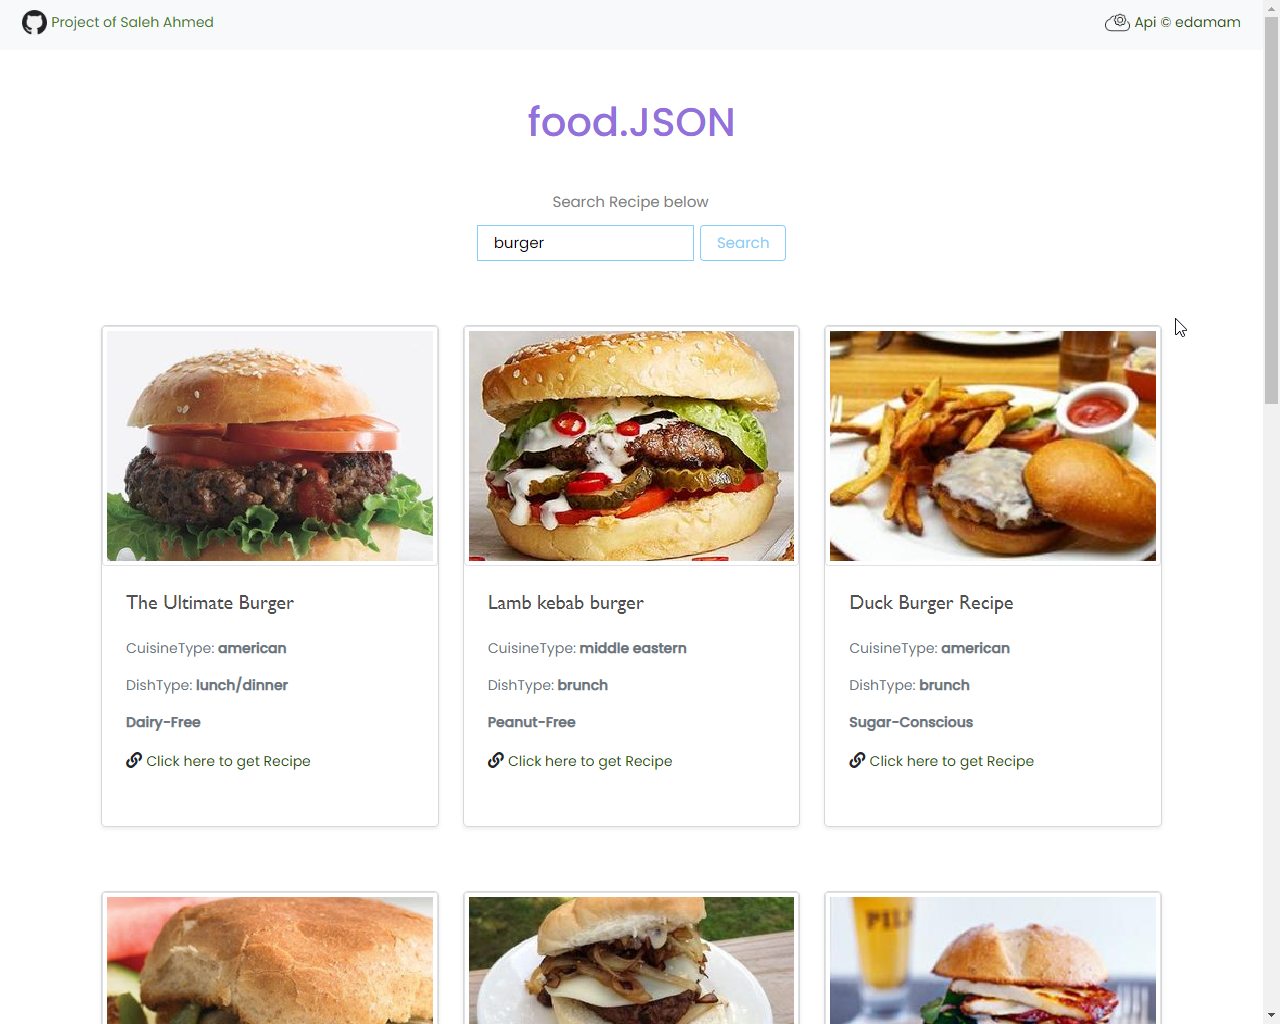 Project of Saleh Ahmed
Api © edamam
food.JSON
Search Recipe below
burger
Search
The Ultimate Burger
CuisineType: american
DishType: lunch/dinner
Dairy-Free
Click here to get Recipe
Lamb kebab burger
CuisineType: middle eastern
DishType: brunch
Peanut-Free
Click here to get Recipe
Duck Burger Recipe
CuisineType: american
DishType: brunch
Sugar-Conscious
Click here to get Recipe